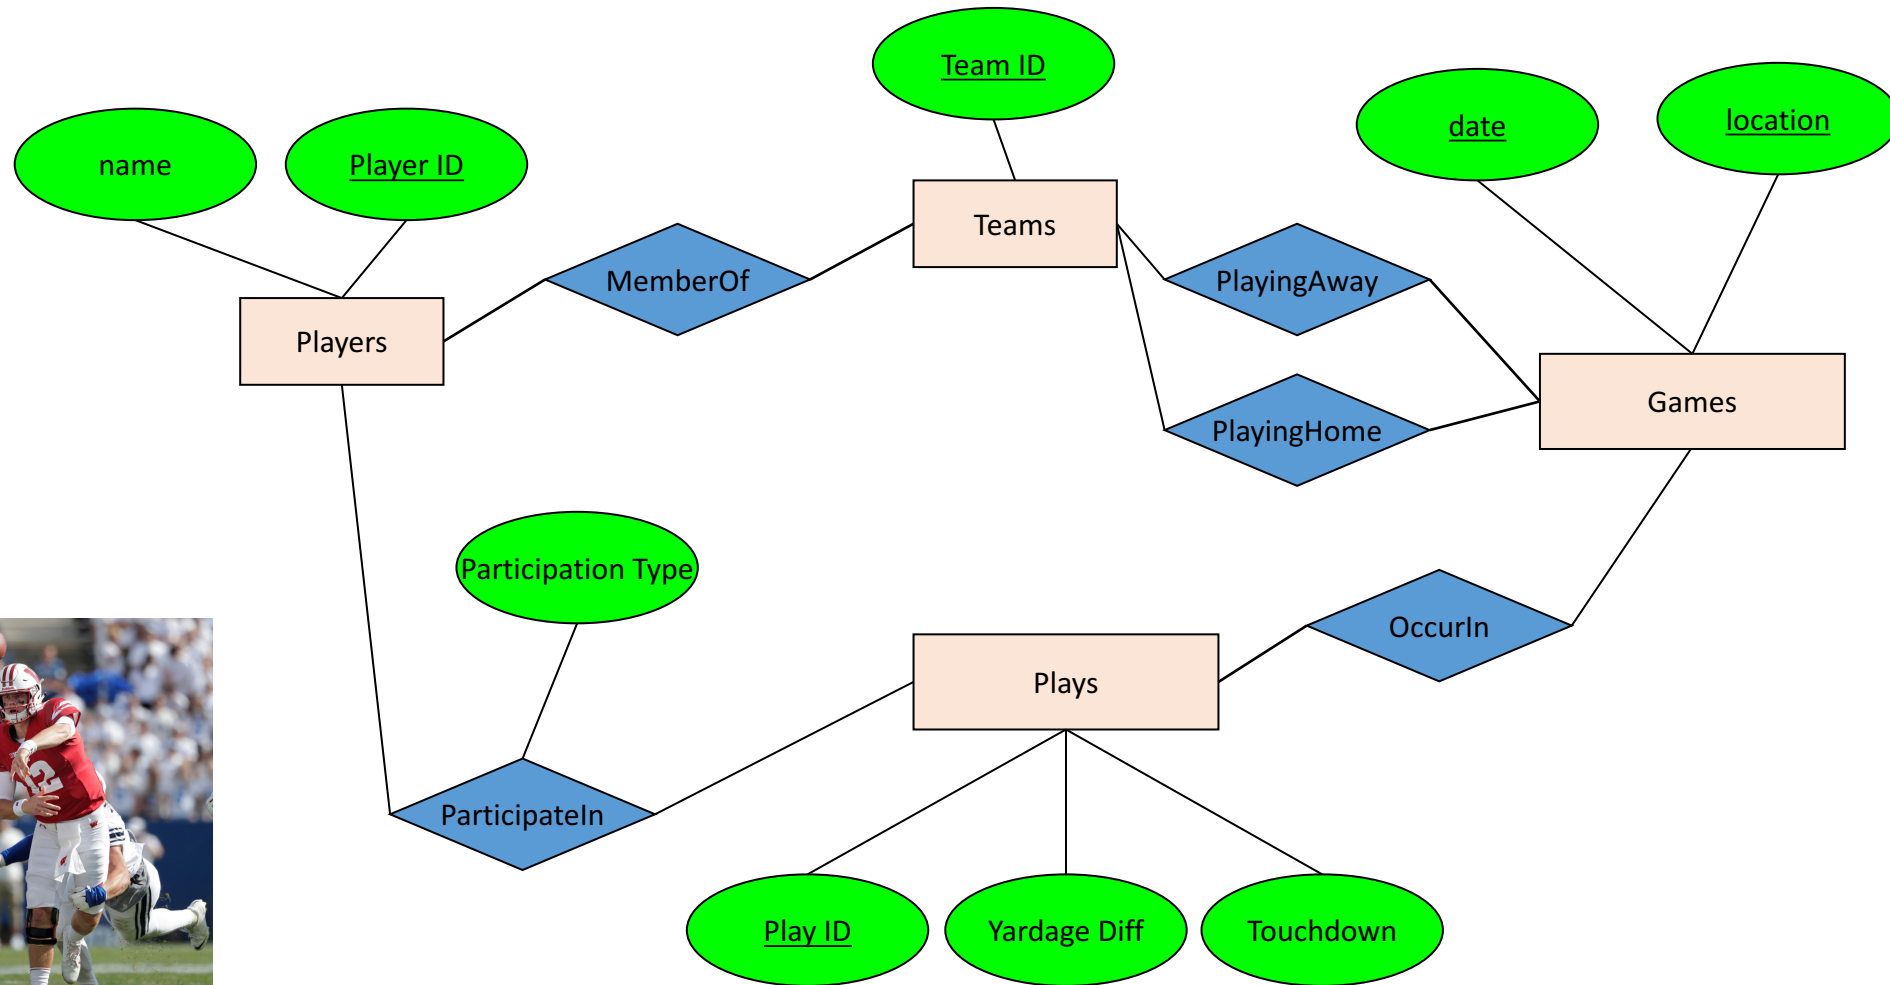 Team ID
date
location
name
Player ID
Teams
MemberOf
PlayingAway
Players
Games
PlayingHome
Participation Type
OccurIn
Plays
ParticipateIn
Play ID
Yardage Diff
Touchdown
12